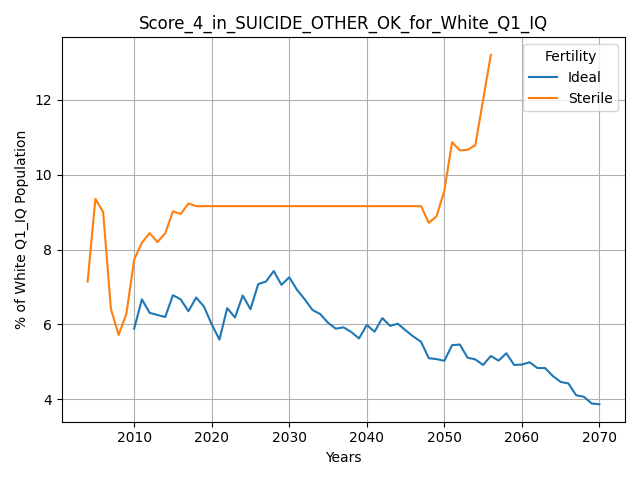 Score_4_in_SUICIDE_OTHER_OK_for_White_Q1_IQ
% of White Q1_IQ Population
12
10
8
6
4
Fertility
Ideal
Sterile
2010 2020 2030 2040 2050 2060 2070
Years